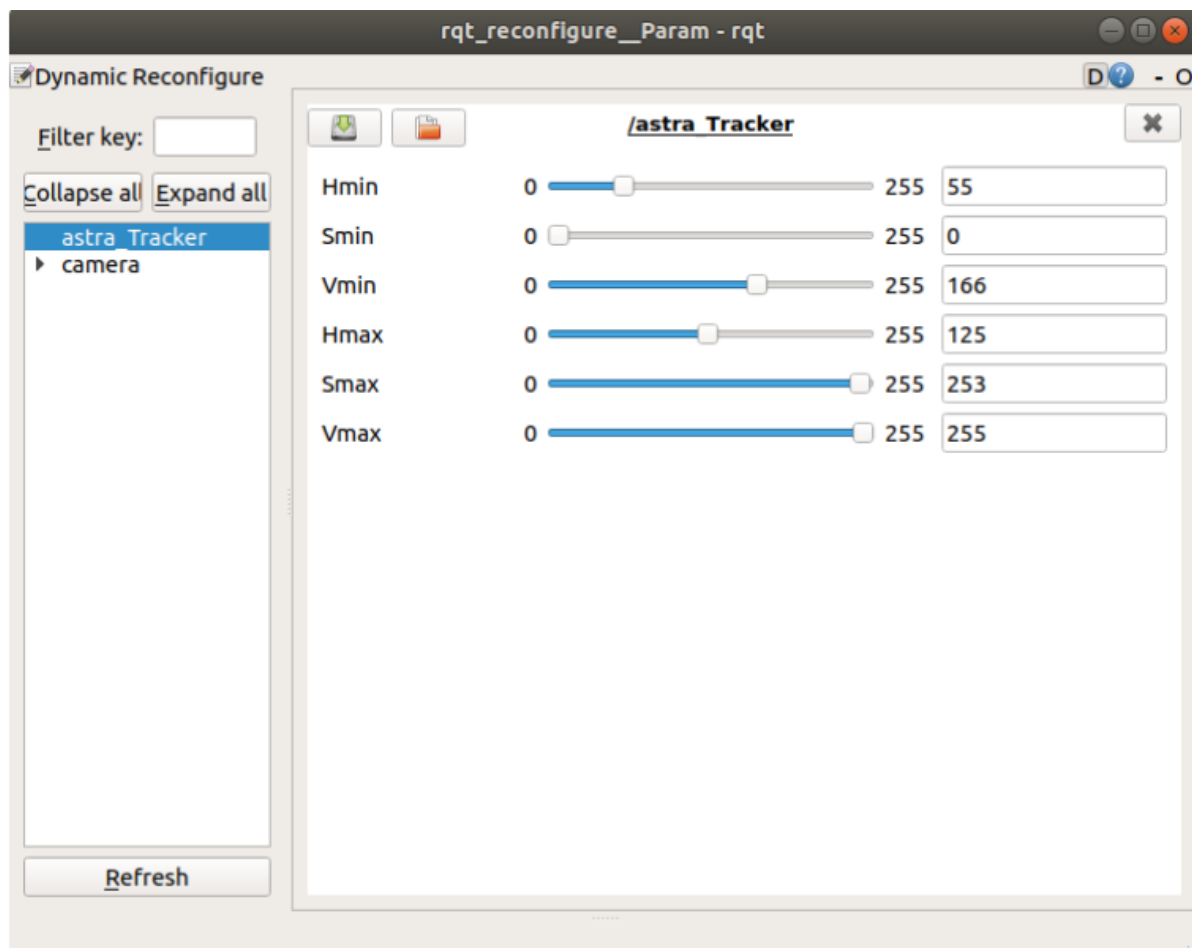 rqt_reconfigure__Param - rqt
Dynamic Reconfigure D ? - O
Filter key:
Collapse all Expand all
astra_Tracker
camera
Refresh
/astra_Tracker
Hmin 0 255 55
Smin 0 255 0
Vmin 0 255 166
Hmax 0 255 125
Smax 0 255 253
Vmax 0 255 255